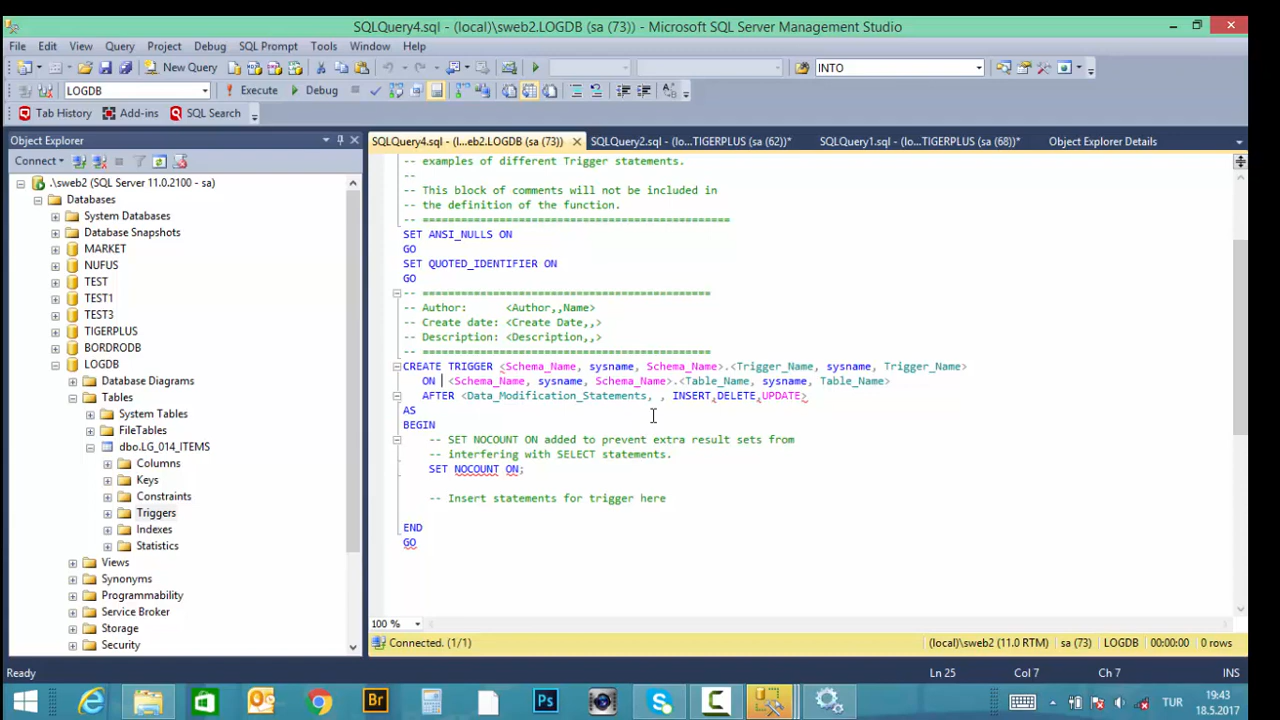 SQLQuery4.sql - (local)\sweb2.LOGDB (sa (73)) - Microsoft SQL Server Management Studio
File Edit View Query Project Debug SQL Prompt Tools Window Help
New Query INTO
LOGDB Execute Debug
Tab History Add-ins SQL Search
Object Explorer
Connect
.\sweb2 (SQL Server 11.0.2100 - sa)
Databases
System Databases
Database Snapshots
MARKET
NUFUS
TEST
TEST1
TEST3
TIGERPLUS
BORDRODB
LOGDB
Database Diagrams
Tables
System Tables
FileTables
dbo.LG_014_ITEMS
Columns
Keys
Constraints
Triggers
Indexes
Statistics
Views
Synonyms
Programmability
Service Broker
Storage
Security
SQLQuery4.sql - (l...eb2.LOGDB (sa (73)) SQLQuery2.sql - (lo...TIGERPLUS (sa (62))* SQLQuery1.sql - (lo...TIGERPLUS (sa (68))* Object Explorer Details
-- examples of different Trigger statements.
--
-- This block of comments will not be included in
-- the definition of the function.
-- ================================================
SET ANSI_NULLS ON
GO
SET QUOTED_IDENTIFIER ON
GO
-- =============================================
-- Author: <Author,,Name>
-- Create date: <Create Date,,>
-- Description: <Description,,>
-- =============================================
CREATE TRIGGER <Schema_Name, sysname, Schema_Name>.<Trigger_Name, sysname, Trigger_Name>
ON <Schema_Name, sysname, Schema_Name>.<Table_Name, sysname, Table_Name>
AFTER <Data_Modification_Statements, , INSERT,DELETE,UPDATE>
AS
BEGIN
-- SET NOCOUNT ON added to prevent extra result sets from
-- interfering with SELECT statements.
SET NOCOUNT ON;
-- Insert statements for trigger here
END
GO
100 %
Connected. (1/1) (local)\sweb2 (11.0 RTM) sa (73) LOGDB 00:00:00 0 rows
Ready Ln 25 Col 7 Ch 7 INS
Br Ps TUR 19:43
18.5.2017